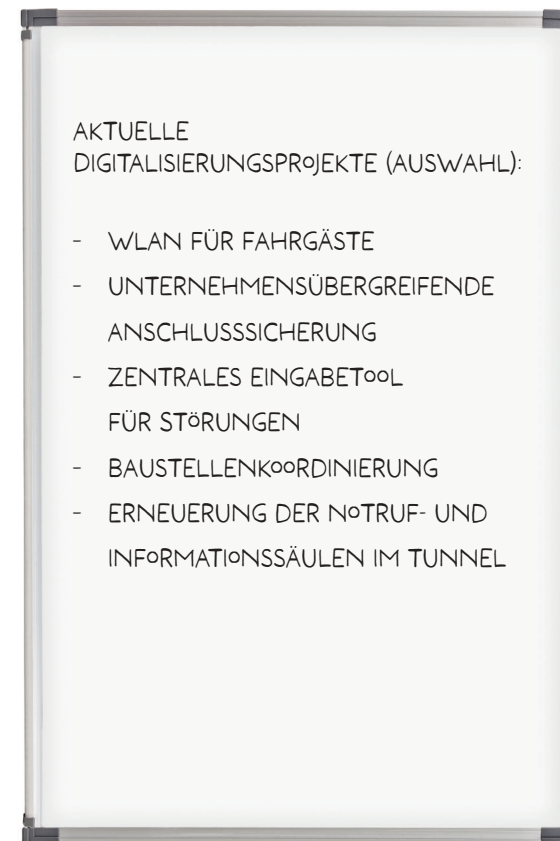 AKTUELLE
DIGITALISIERUNGSPROJEKTE (AUSWAHL):
- WLAN FÜR FAHRGÄSTE
- UNTERNEHMENSÜBERGREIFENDE
ANSCHLUSSSICHERUNG
- ZENTRALES EINGABETOOL
FÜR STÖRUNGEN
- BAUSTELLENKOORDINIERUNG
- ERNEUERUNG DER NOTRUF- UND
INFORMATIONSSÄULEN IM TUNNEL